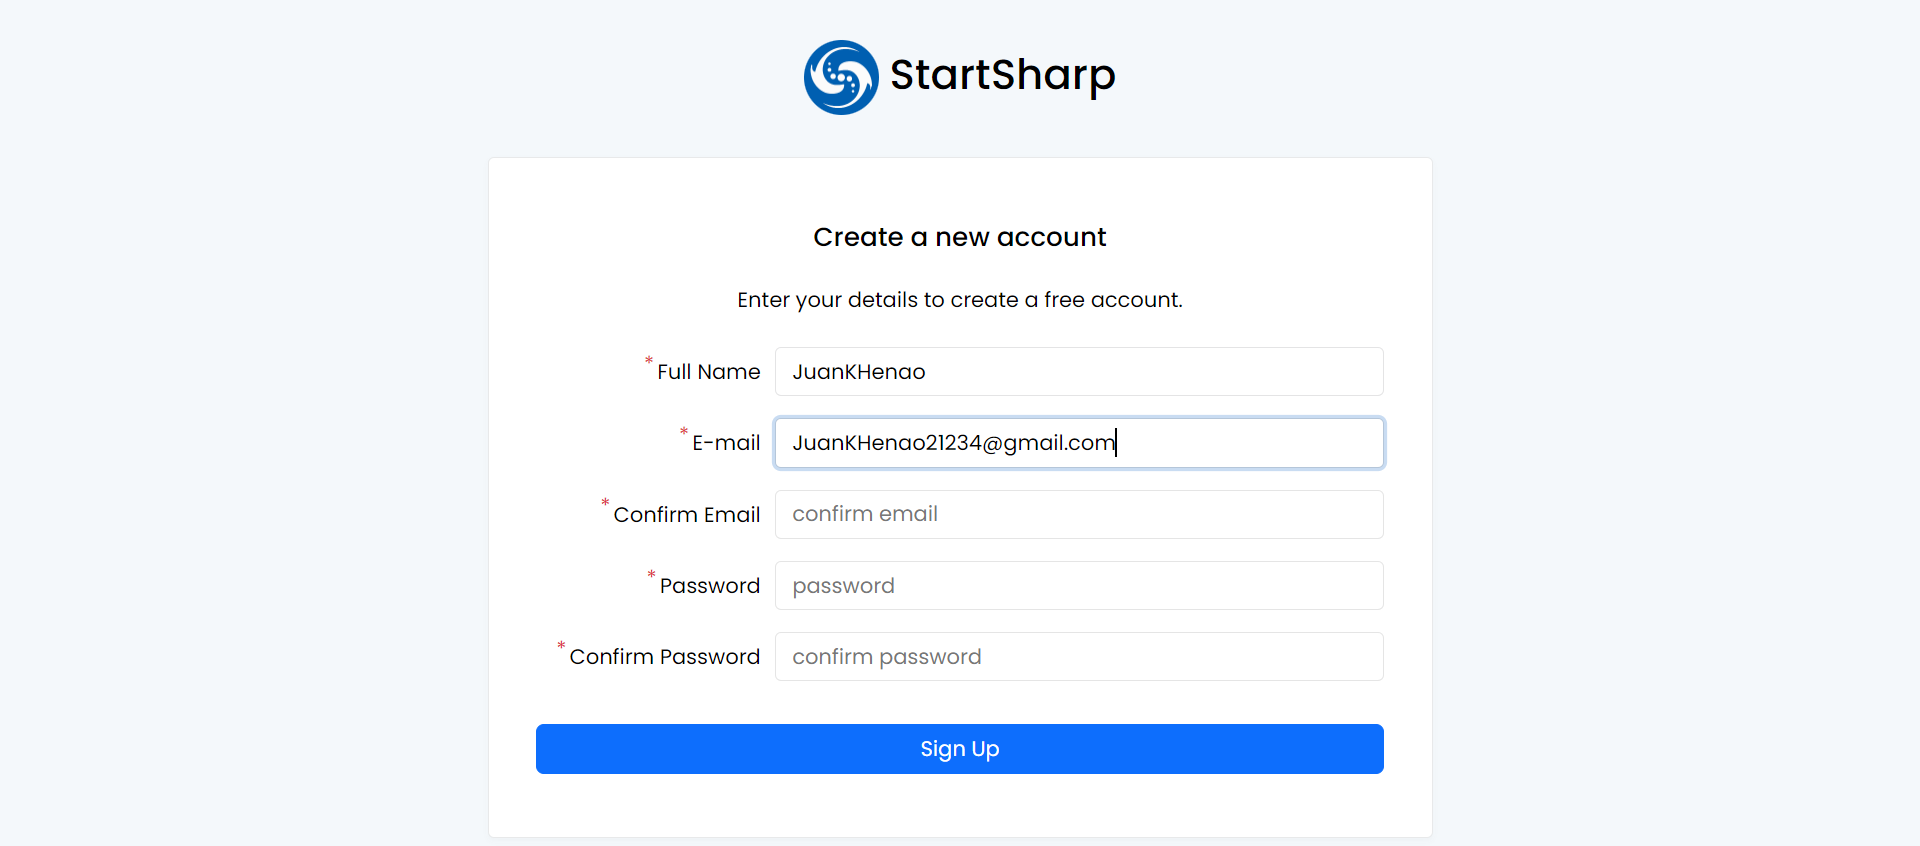 StartSharp
Create a new account
Enter your details to create a free account.
* Full Name JuanKHenao
* E-mail JuanKHenao21234@gmail.com
* Confirm Email confirm email
* Password password
* Confirm Password confirm password
Sign Up